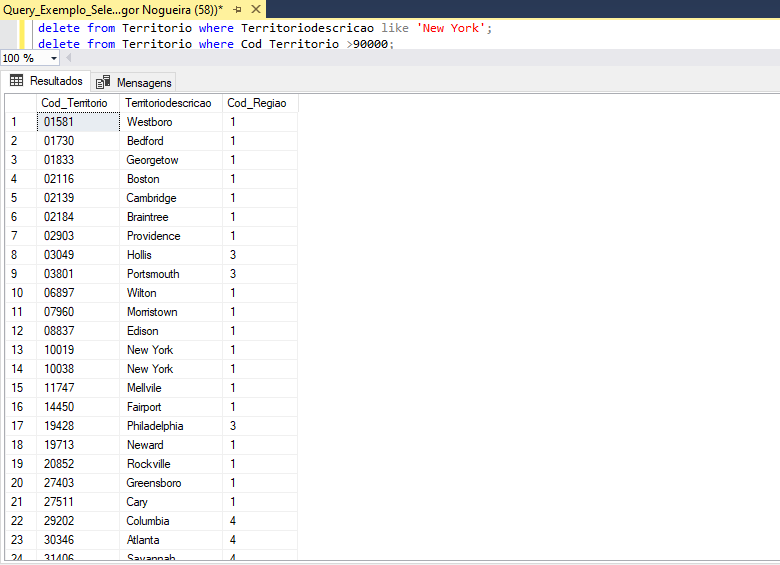 Query_Exemplo_Sele...gor Nogueira (58))*
delete from Territorio where Territoriodescricao like 'New York';
delete from Territorio where Cod_Territorio >90000;
100 %
Resultados Mensagens
Cod_Territorio Territoriodescricao Cod_Regiao
1 01581 Westboro 1
2 01730 Bedford 1
3 01833 Georgetow 1
4 02116 Boston 1
5 02139 Cambridge 1
6 02184 Braintree 1
7 02903 Providence 1
8 03049 Hollis 3
9 03801 Portsmouth 3
10 06897 Wilton 1
11 07960 Morristown 1
12 08837 Edison 1
13 10019 New York 1
14 10038 New York 1
15 11747 Mellvile 1
16 14450 Fairport 1
17 19428 Philadelphia 3
18 19713 Neward 1
19 20852 Rockville 1
20 27403 Greensboro 1
21 27511 Cary 1
22 29202 Columbia 4
23 30346 Atlanta 4
24 31406 Savannah 4